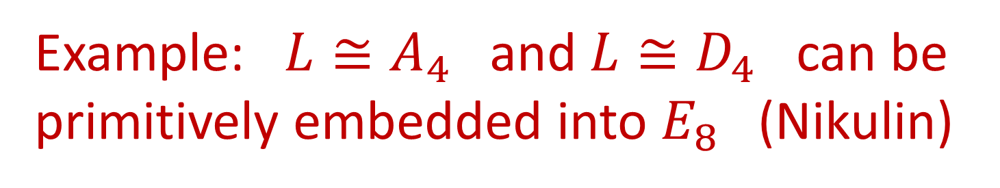 Example: L ≅ A₄ and L ≅ D₄ can be
primitively embedded into E₈ (Nikulin)